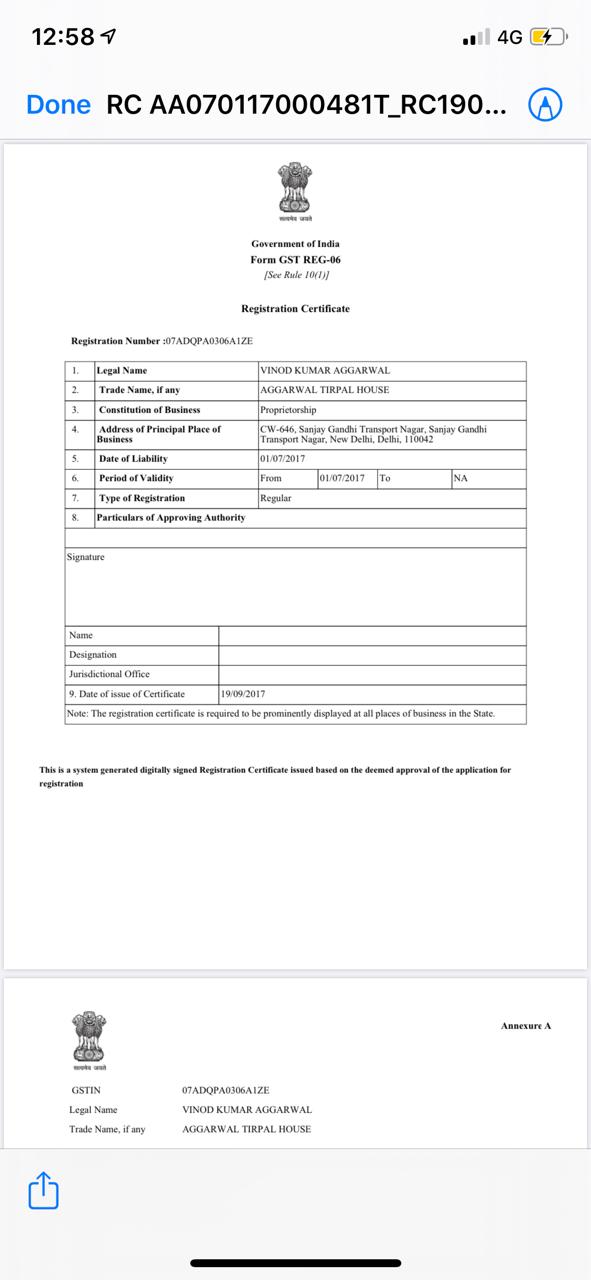 12:58
4G
Done RC AA070117000481T_RC190...
सत्यमेव जयते
Government of India
Form GST REG-06
[See Rule 10(1)]
Registration Certificate
Registration Number :07ADQPA0306A1ZE
1. Legal Name VINOD KUMAR AGGARWAL
2. Trade Name, if any AGGARWAL TIRPAL HOUSE
3. Constitution of Business Proprietorship
4. Address of Principal Place of Business CW-646, Sanjay Gandhi Transport Nagar, Sanjay Gandhi
Transport Nagar, New Delhi, Delhi, 110042
5. Date of Liability 01/07/2017
6. Period of Validity From 01/07/2017 To NA
7. Type of Registration Regular
8. Particulars of Approving Authority
Signature
Name
Designation
Jurisdictional Office
9. Date of issue of Certificate 19/09/2017
Note: The registration certificate is required to be prominently displayed at all places of business in the State.
This is a system generated digitally signed Registration Certificate issued based on the deemed approval of the application for
registration
Annexure A
सत्यमेव जयते
GSTIN 07ADQPA0306A1ZE
Legal Name VINOD KUMAR AGGARWAL
Trade Name, if any AGGARWAL TIRPAL HOUSE